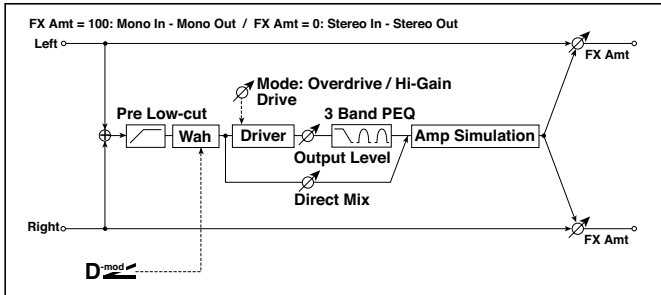 FX Amt = 100: Mono In - Mono Out / FX Amt = 0: Stereo In - Stereo Out
Left
FX Amt
Mode: Overdrive / Hi-Gain
Drive
Pre Low-cut
3 Band PEQ
Wah
Driver
Amp Simulation
Output Level
Direct Mix
Right
FX Amt
D-mod